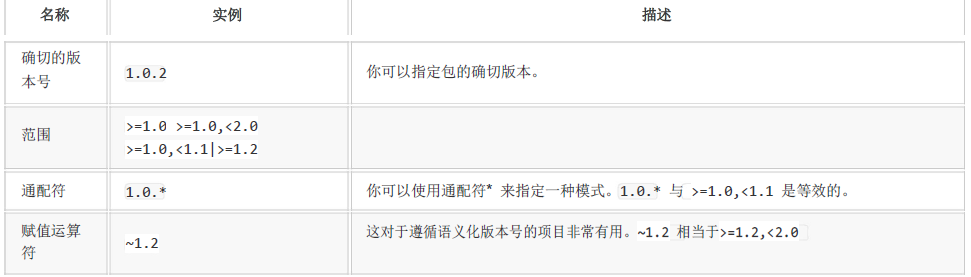 名称 实例 描述
确切的版
本号
1.0.2
你可以指定包的确切版本。
范围
>=1.0 >=1.0,<2.0
>=1.0,<1.1|>=1.2
通配符
1.0.*
你可以使用通配符* 来指定一种模式。1.0.* 与 >=1.0,<1.1 是等效的。
赋值运算
符
~1.2
这对于遵循语义化版本号的项目非常有用。~1.2 相当于>=1.2,<2.0